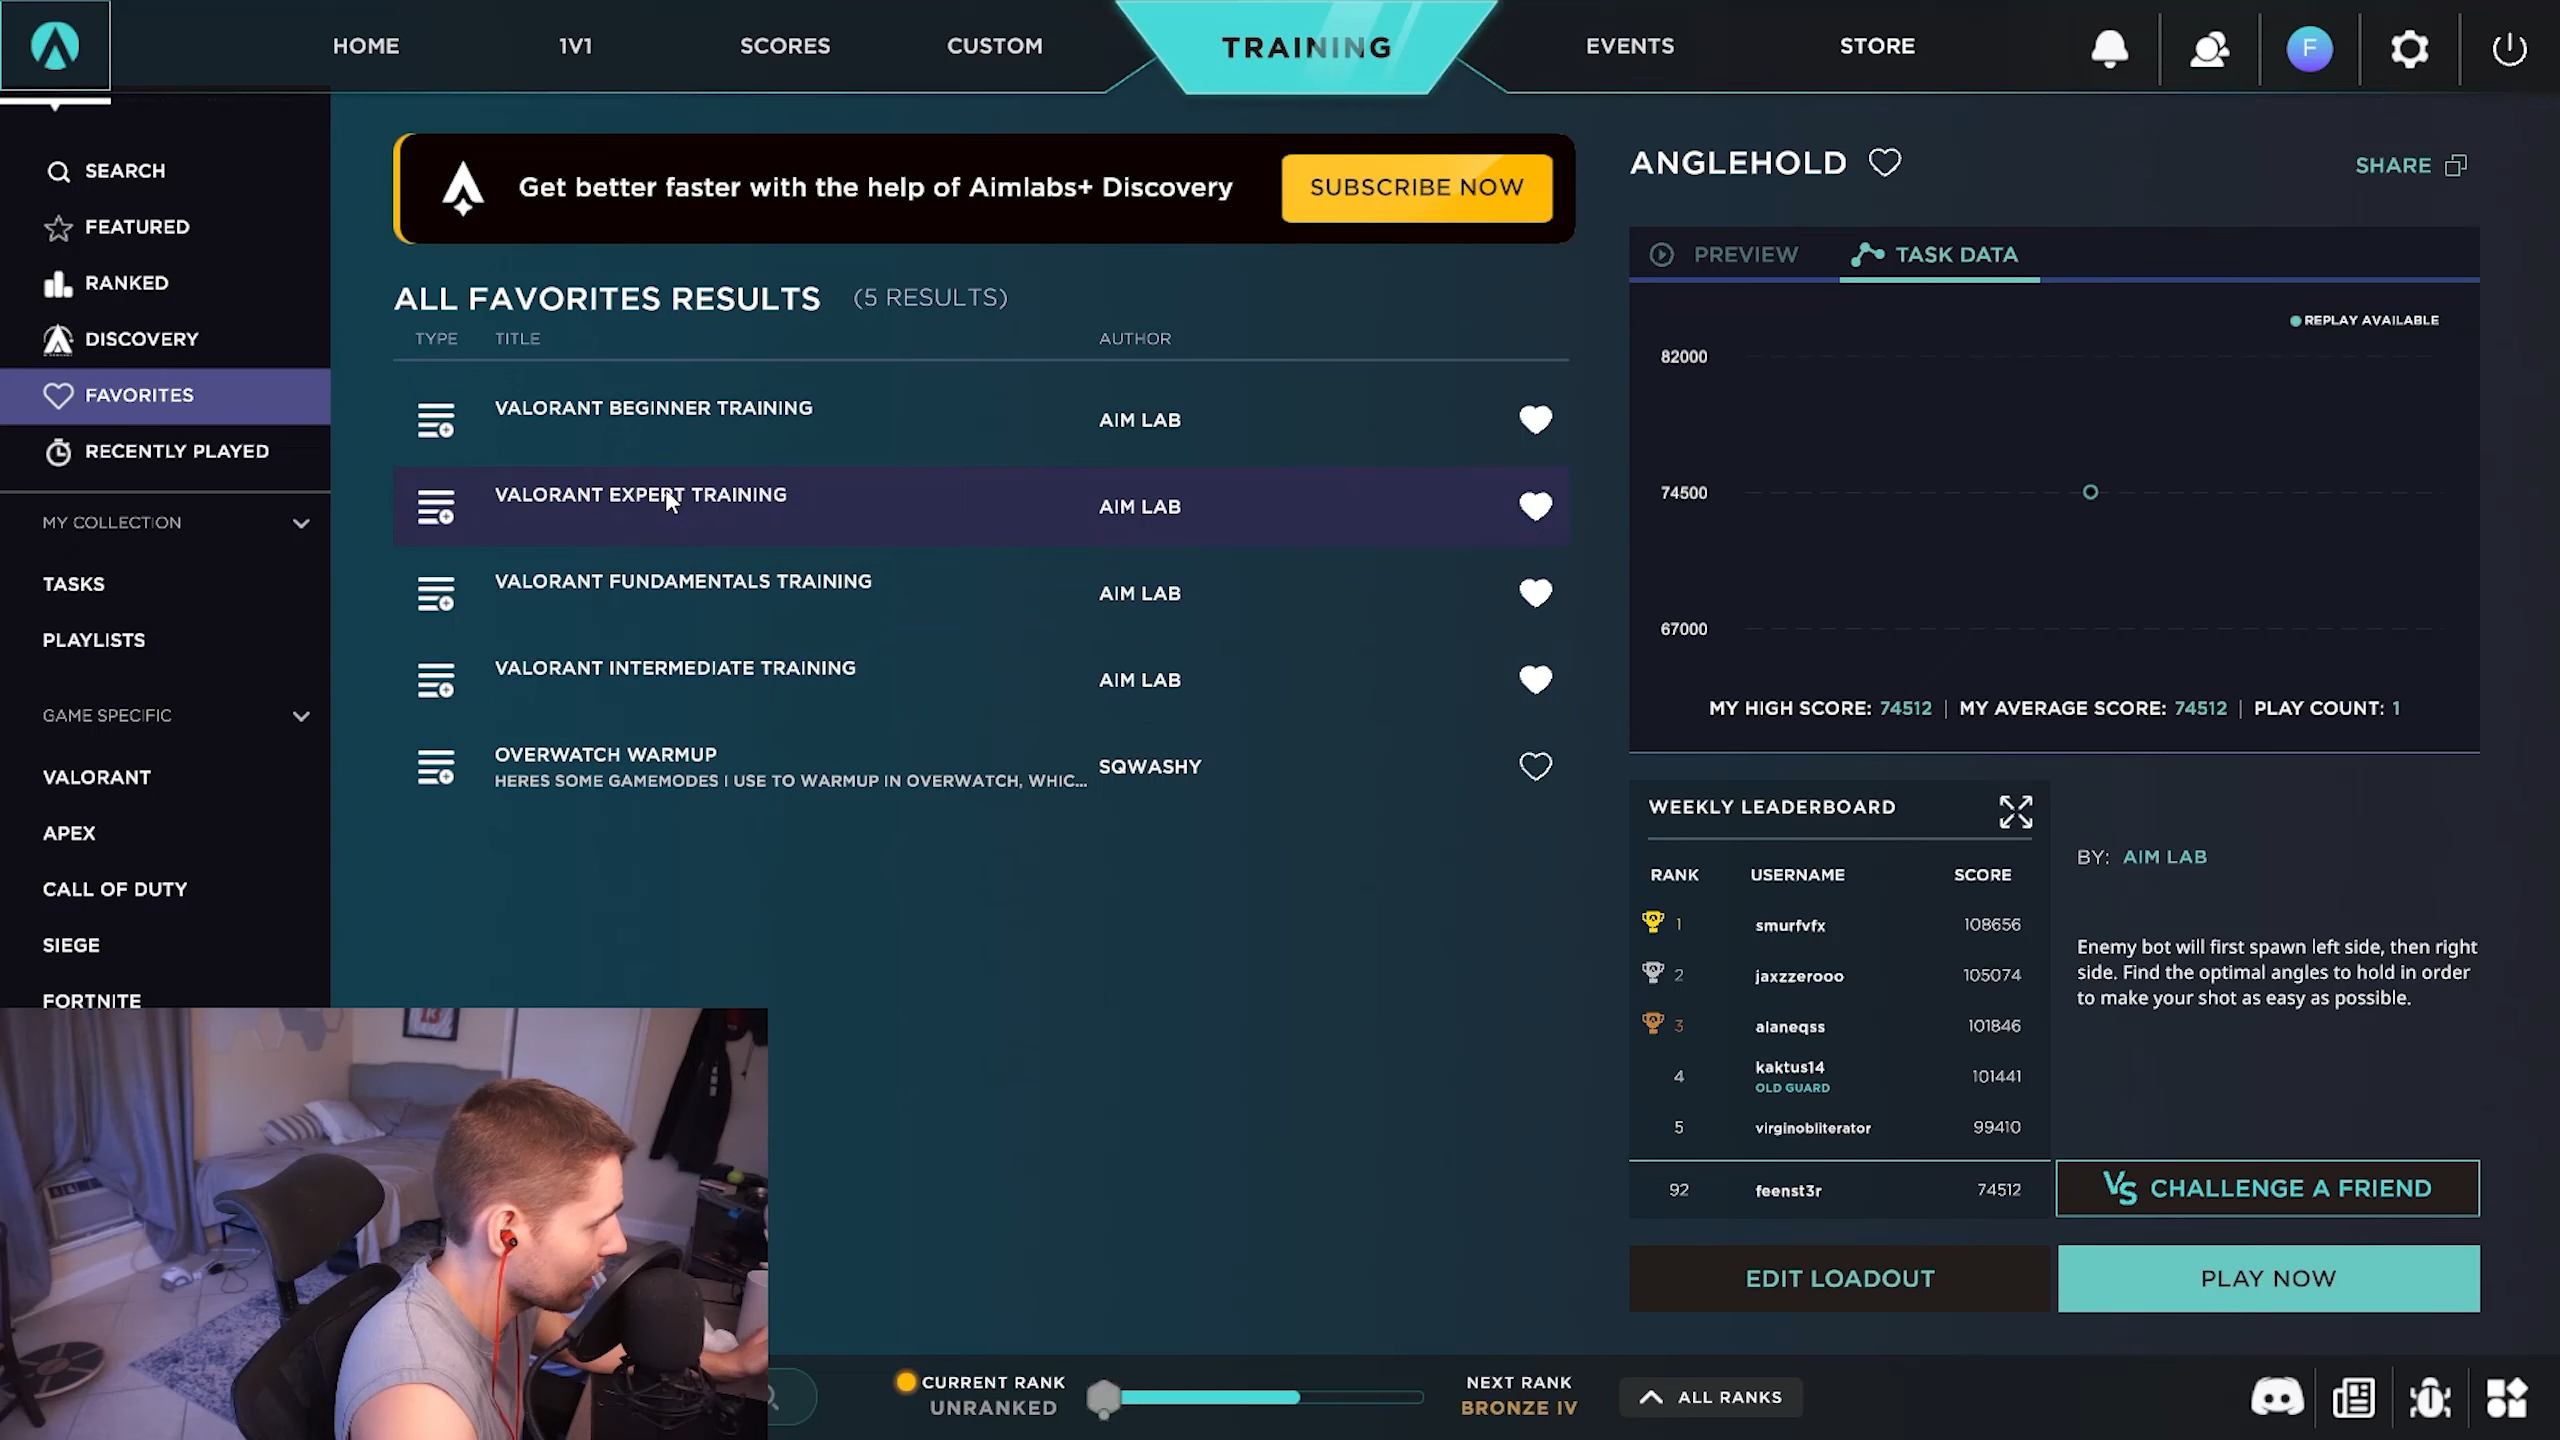 HOME
1V1
SCORES
CUSTOM
TRAINING
EVENTS
STORE
F
SEARCH
FEATURED
RANKED
DISCOVERY
FAVORITES
RECENTLY PLAYED
MY COLLECTION
TASKS
PLAYLISTS
GAME SPECIFIC
VALORANT
APEX
CALL OF DUTY
SIEGE
FORTNITE
Get better faster with the help of Aimlabs+ Discovery
SUBSCRIBE NOW
ALL FAVORITES RESULTS (5 RESULTS)
TYPE TITLE AUTHOR
VALORANT BEGINNER TRAINING AIM LAB
VALORANT EXPERT TRAINING AIM LAB
VALORANT FUNDAMENTALS TRAINING AIM LAB
VALORANT INTERMEDIATE TRAINING AIM LAB
OVERWATCH WARMUP SQWASHY
HERES SOME GAMEMODES I USE TO WARMUP IN OVERWATCH, WHIC...
ANGLEHOLD
SHARE
PREVIEW
TASK DATA
REPLAY AVAILABLE
82000
74500
67000
MY HIGH SCORE: 74512 | MY AVERAGE SCORE: 74512 | PLAY COUNT: 1
WEEKLY LEADERBOARD
RANK USERNAME SCORE
1 smurfvfx 108656
2 jaxzzerooo 105074
3 alaneqss 101846
4 kaktus14 101441
OLD GUARD
5 virginobliterator 99410
92 feenst3r 74512
BY: AIM LAB
Enemy bot will first spawn left side, then right
side. Find the optimal angles to hold in order
to make your shot as easy as possible.
VS CHALLENGE A FRIEND
EDIT LOADOUT
PLAY NOW
CURRENT RANK
UNRANKED
NEXT RANK
BRONZE IV
ALL RANKS
13